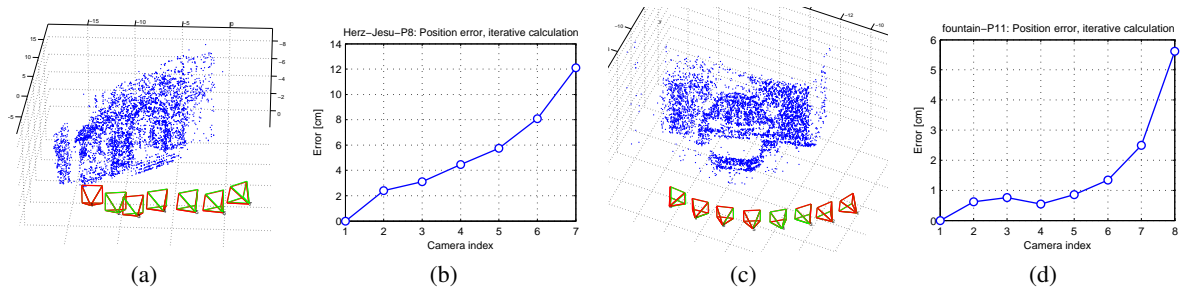 −15
−10
−5
0
15
10
5
0
−5
−8
−6
−4
−2
0
(a)
Herz−Jesu−P8: Position error, iterative calculation
14
12
10
8
6
4
2
0
Error [cm]
1 2 3 4 5 6 7
Camera index
(b)
−12
−10
(c)
fountain−P11: Position error, iterative calculation
6
5
4
3
2
1
0
Error [cm]
1 2 3 4 5 6 7 8
Camera index
(d)